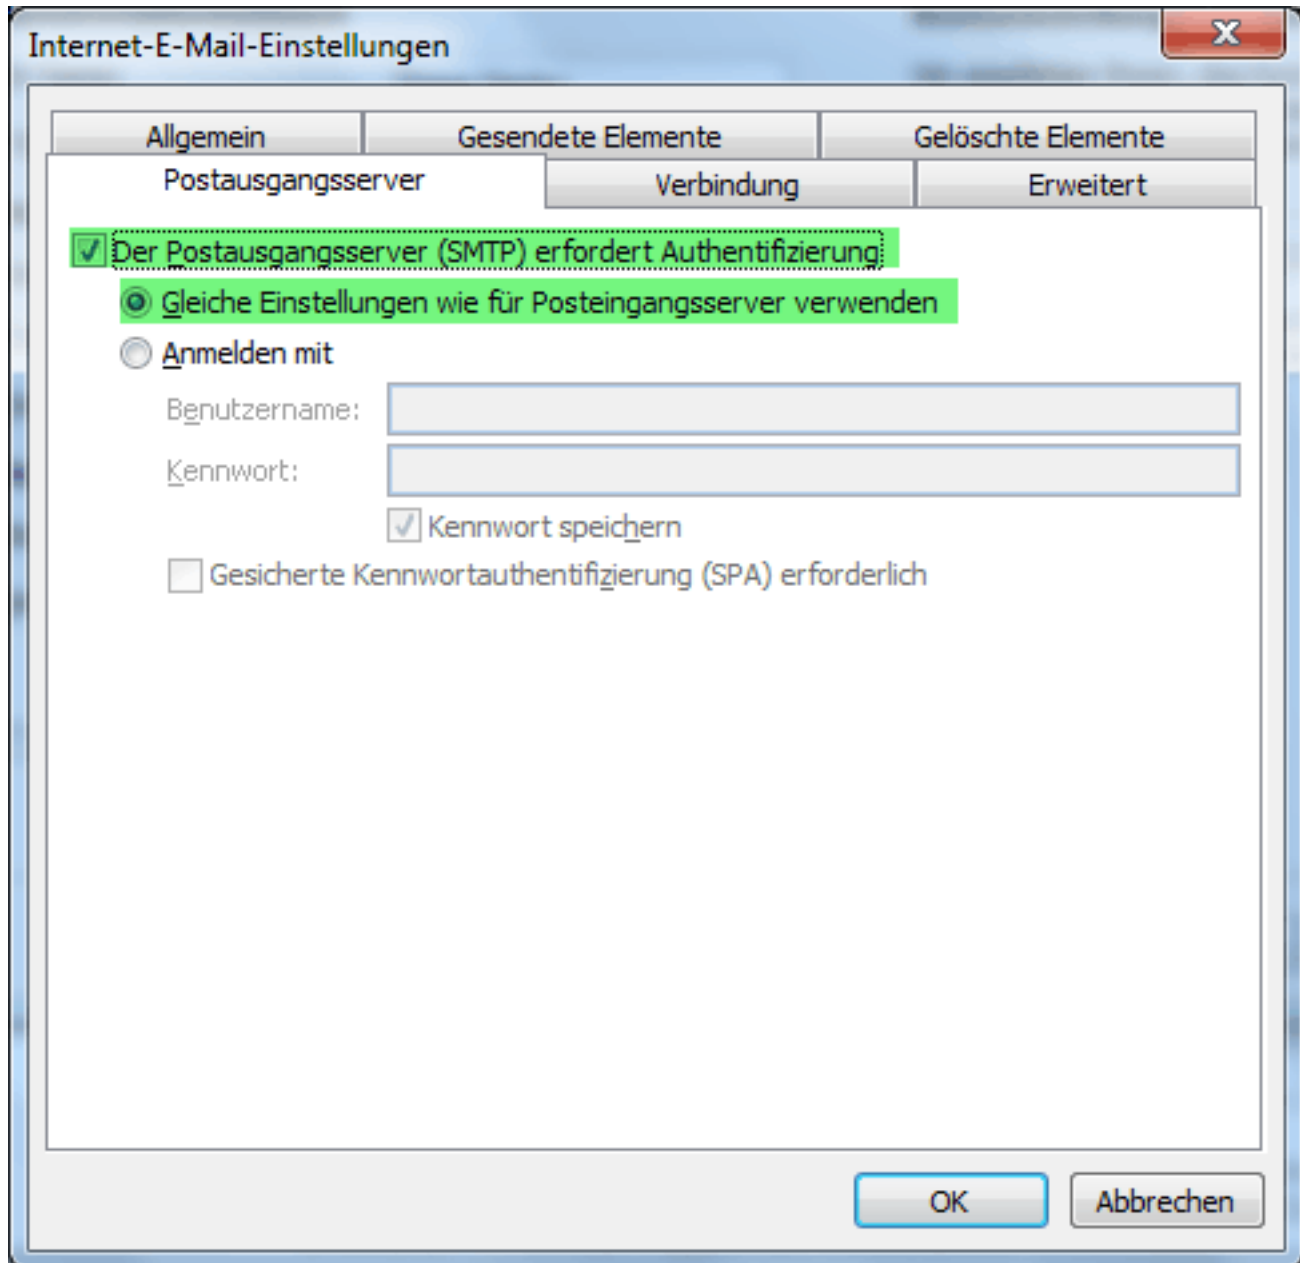 Internet-E-Mail-Einstellungen
Allgemein Gesendete Elemente Gelöschte Elemente
Postausgangsserver Verbindung Erweitert
Der Postausgangsserver (SMTP) erfordert Authentifizierung
Gleiche Einstellungen wie für Posteingangsserver verwenden
Anmelden mit
Benutzername:
Kennwort:
Kennwort speichern
Gesicherte Kennwortauthentifizierung (SPA) erforderlich
OK Abbrechen